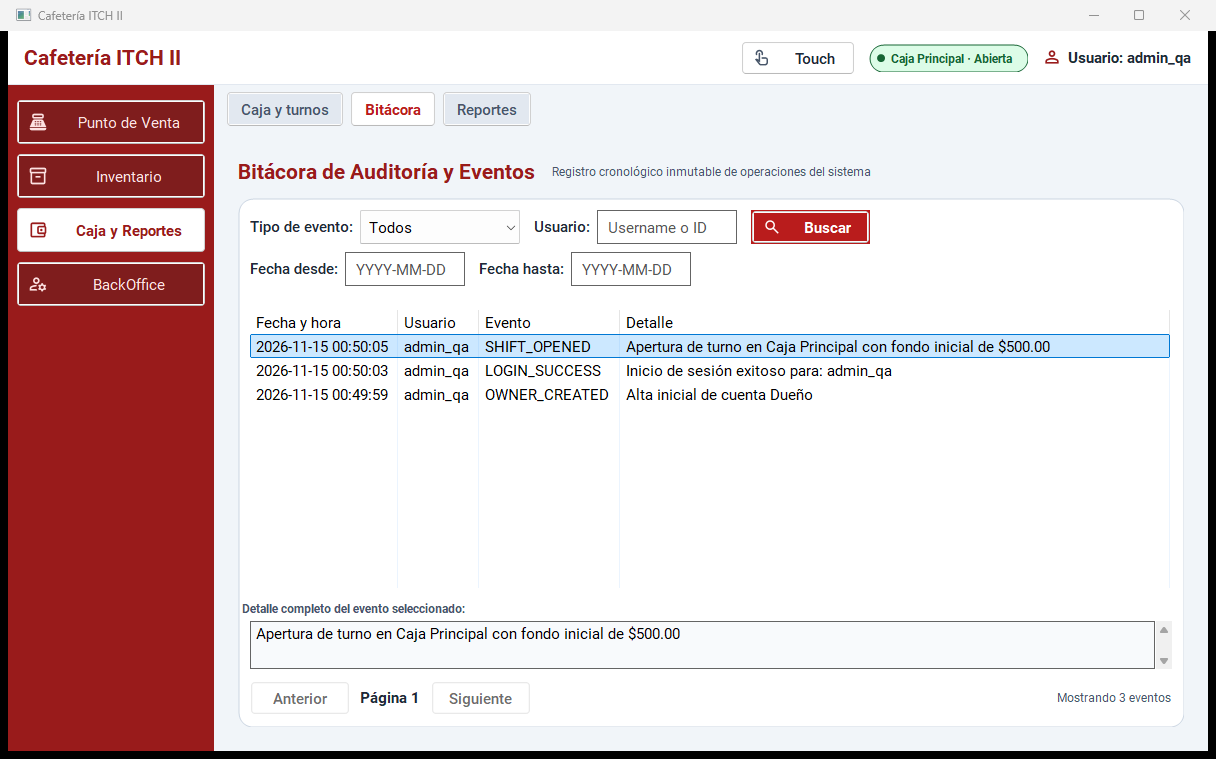 Cafetería ITCH II
Cafetería ITCH II
Touch
Caja Principal · Abierta
Usuario: admin_qa
Punto de Venta
Inventario
Caja y Reportes
BackOffice
Caja y turnos
Bitácora
Reportes
Bitácora de Auditoría y Eventos
Registro cronológico inmutable de operaciones del sistema
Tipo de evento: Todos Usuario: Username o ID Buscar
Fecha desde: YYYY-MM-DD Fecha hasta: YYYY-MM-DD
Fecha y hora Usuario Evento Detalle
2026-11-15 00:50:05 admin_qa SHIFT_OPENED Apertura de turno en Caja Principal con fondo inicial de $500.00
2026-11-15 00:50:03 admin_qa LOGIN_SUCCESS Inicio de sesión exitoso para: admin_qa
2026-11-15 00:49:59 admin_qa OWNER_CREATED Alta inicial de cuenta Dueño
Detalle completo del evento seleccionado:
Apertura de turno en Caja Principal con fondo inicial de $500.00
Anterior Página 1 Siguiente
Mostrando 3 eventos